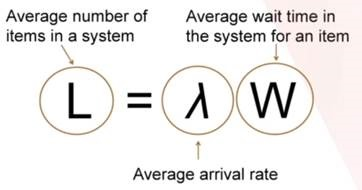 Average number of
items in a system
Average wait time in
the system for an item
L = λ W
Average arrival rate